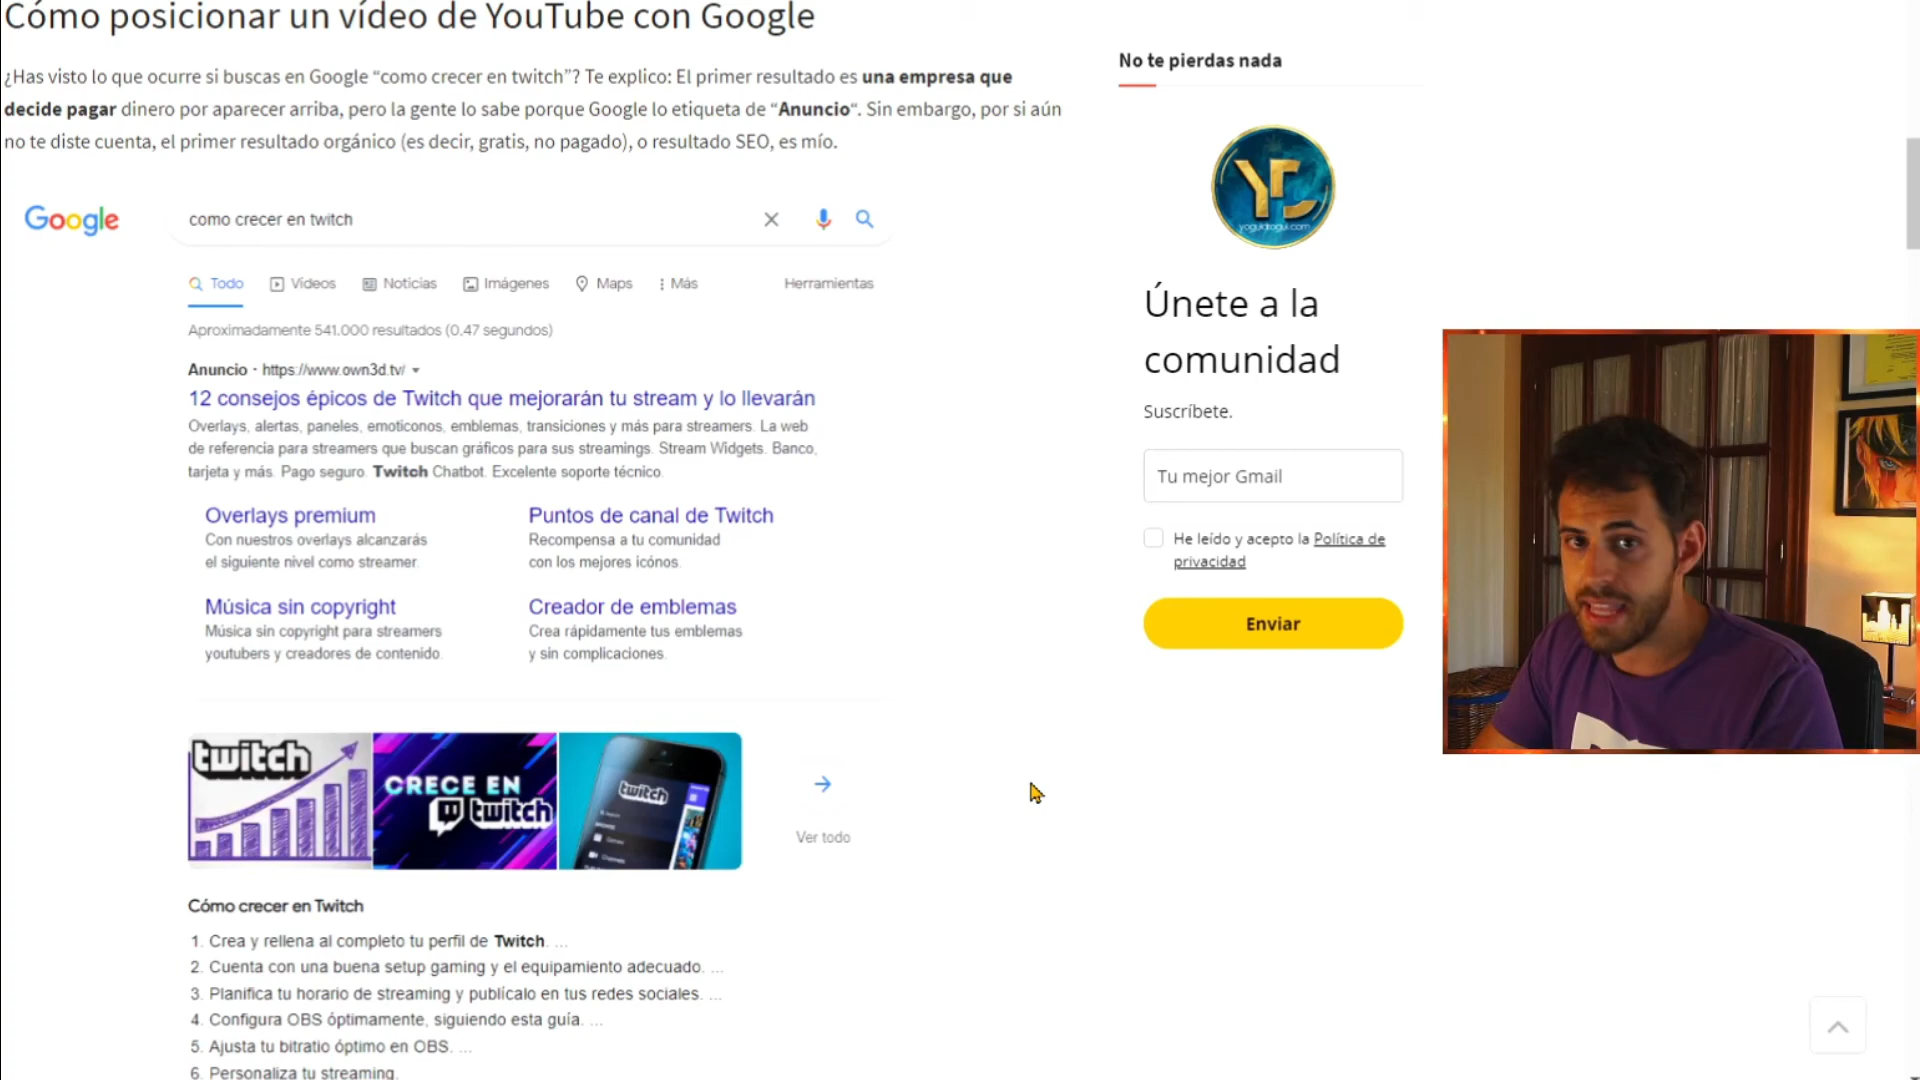 Cómo posicionar un vídeo de YouTube con Google
¿Has visto lo que ocurre si buscas en Google “como crecer en twitch”? Te explico: El primer resultado es una empresa que
decide pagar dinero por aparecer arriba, pero la gente lo sabe porque Google lo etiqueta de “Anuncio“. Sin embargo, por si aún
no te diste cuenta, el primer resultado orgánico (es decir, gratis, no pagado), o resultado SEO, es mío.
Google
como crecer en twitch
Todo
Vídeos
Noticias
Imágenes
Maps
Más
Herramientas
Aproximadamente 541.000 resultados (0,47 segundos)
Anuncio · https://www.own3d.tv/
12 consejos épicos de Twitch que mejorarán tu stream y lo llevarán
Overlays, alertas, paneles, emoticonos, emblemas, transiciones y más para streamers. La web
de referencia para streamers que buscan gráficos para sus streamings. Stream Widgets. Banco,
tarjeta y más. Pago seguro. Twitch Chatbot. Excelente soporte técnico.
Overlays premium
Con nuestros overlays alcanzarás
el siguiente nivel como streamer.
Puntos de canal de Twitch
Recompensa a tu comunidad
con los mejores icónos.
Música sin copyright
Música sin copyright para streamers
youtubers y creadores de contenido.
Creador de emblemas
Crea rápidamente tus emblemas
y sin complicaciones.
twitch
CRECE EN
twitch
twitch
Ver todo
Cómo crecer en Twitch
1. Crea y rellena al completo tu perfil de Twitch. ...
2. Cuenta con una buena setup gaming y el equipamiento adecuado. ...
3. Planifica tu horario de streaming y publícalo en tus redes sociales. ...
4. Configura OBS óptimamente, siguiendo esta guía. ...
5. Ajusta tu bitratio óptimo en OBS. ...
6. Personaliza tu streaming.
No te pierdas nada
yoguidrogui.com
Únete a la
comunidad
Suscríbete.
Tu mejor Gmail
He leído y acepto la Política de
privacidad
Enviar